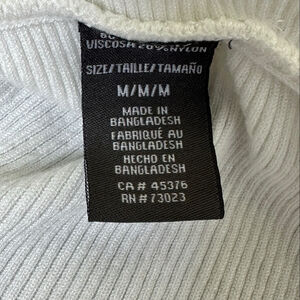 VISCOSA 20% NYLON
SIZE/TAILLE/TAMAÑO
M/M/M
MADE IN
BANGLADESH
FABRIQUÉ AU
BANGLADESH
HECHO EN
BANGLADESH
CA # 45376
RN # 73023